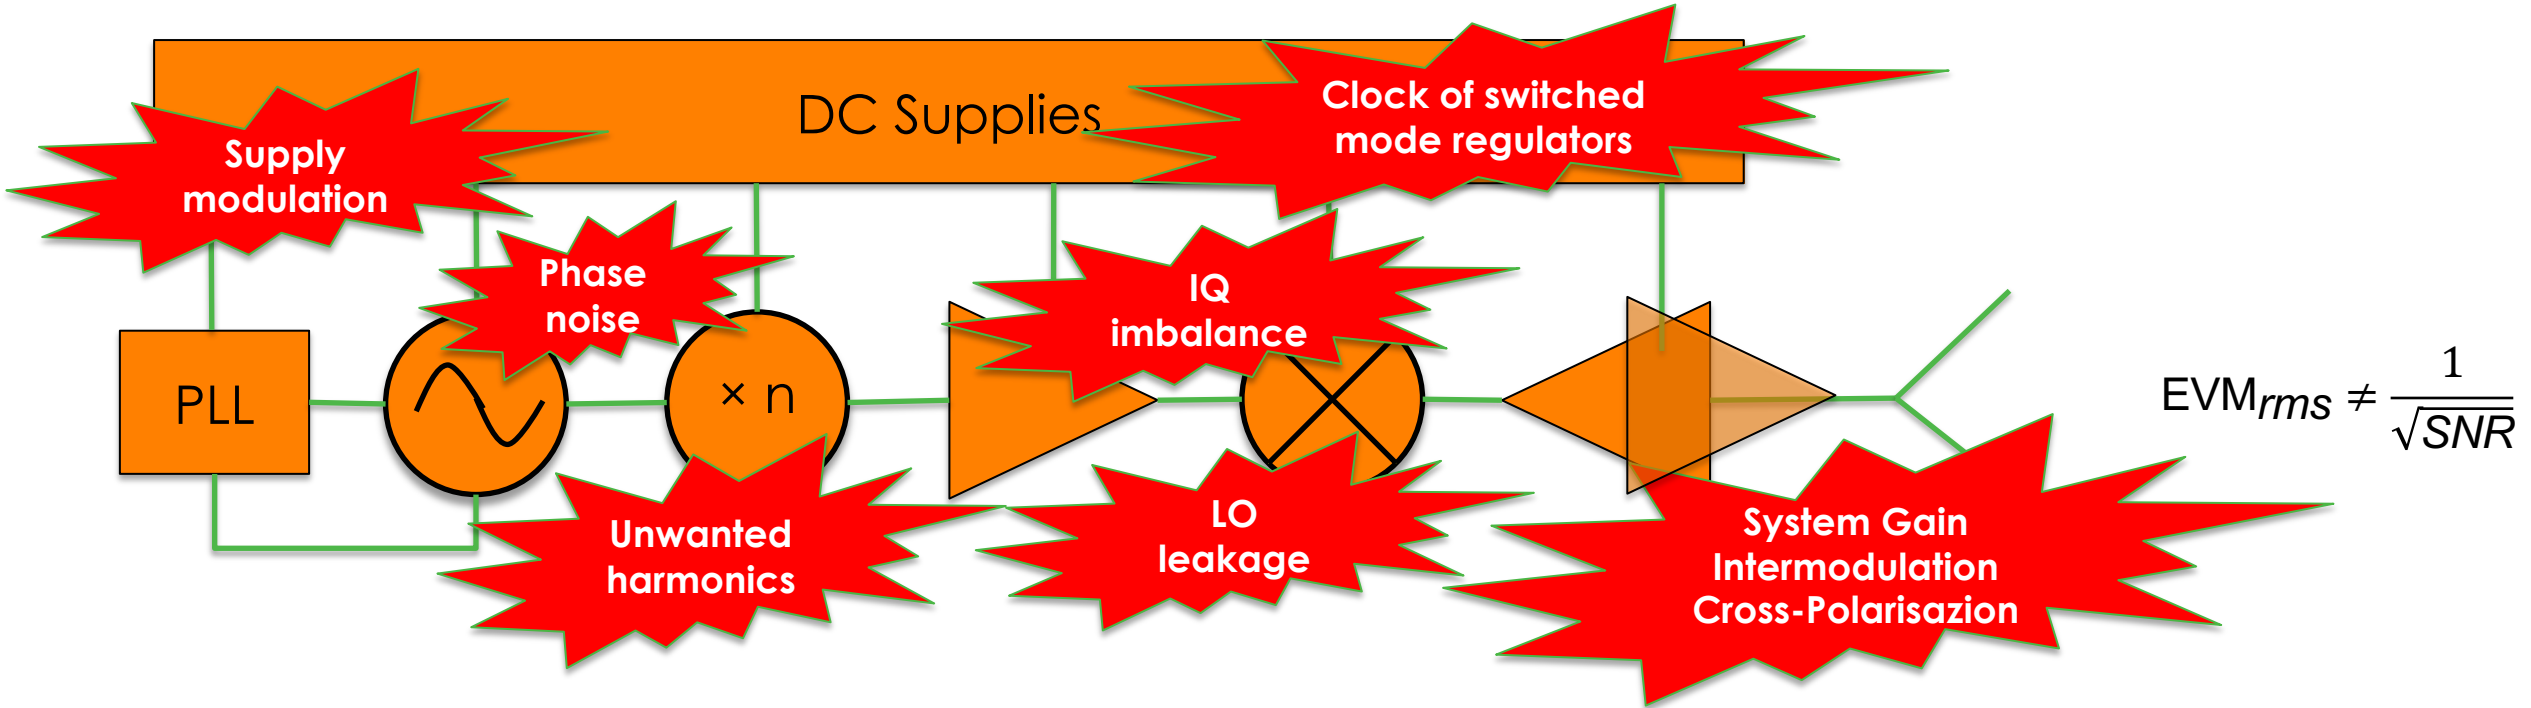 DC Supplies
Clock of switched
mode regulators
Supply
modulation
Phase
noise
IQ
imbalance
PLL
× n
EVMrms ≠ 1/√SNR
Unwanted
harmonics
LO
leakage
System Gain
Intermodulation
Cross-Polarisazion